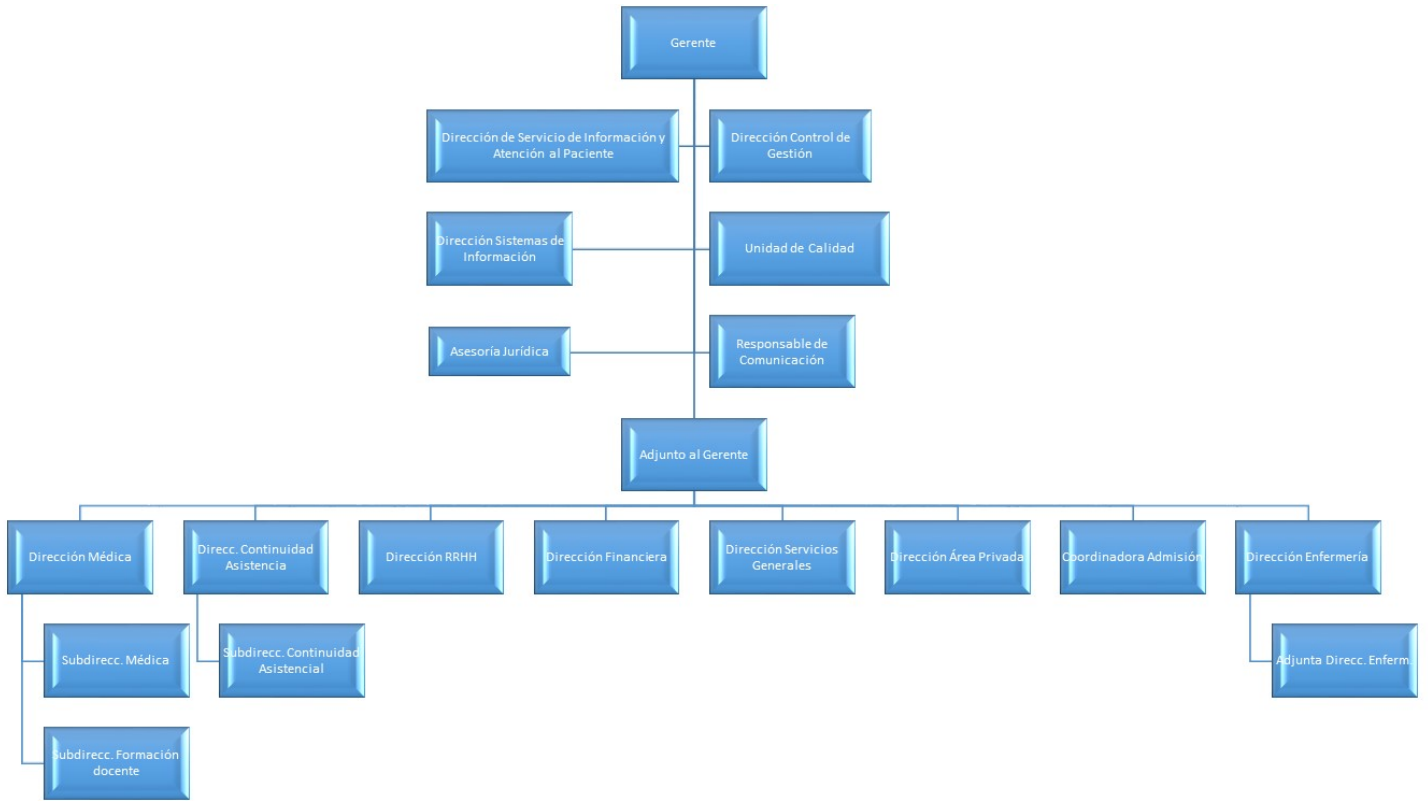 Gerente
Dirección de Servicio de Información y
Atención al Paciente
Dirección Control de
Gestión
Dirección Sistemas de
Información
Unidad de Calidad
Asesoría Jurídica
Responsable de
Comunicación
Adjunto al Gerente
Dirección Médica
Direcc. Continuidad
Asistencia
Dirección RRHH
Dirección Financiera
Dirección Servicios
Generales
Dirección Área Privada
Coordinadora Admisión
Dirección Enfermería
Subdirecc. Médica
Subdirecc. Continuidad
Asistencial
Adjunta Direcc. Enferm.
Subdirecc. Formación
docente